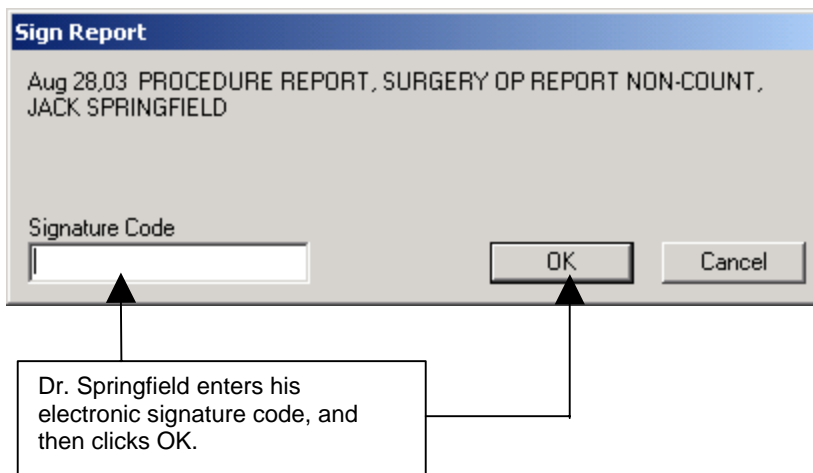 Sign Report
Aug 28,03 PROCEDURE REPORT, SURGERY OP REPORT NON-COUNT,
JACK SPRINGFIELD
Signature Code
OK
Cancel
Dr. Springfield enters his
electronic signature code, and
then clicks OK.